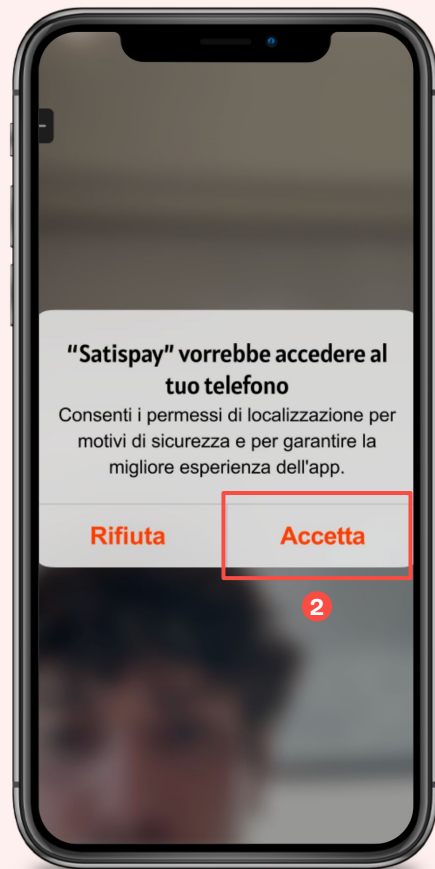 “Satispay” vorrebbe accedere al
tuo telefono
Consenti i permessi di localizzazione per
motivi di sicurezza e per garantire la
migliore esperienza dell'app.
Rifiuta Accetta
2